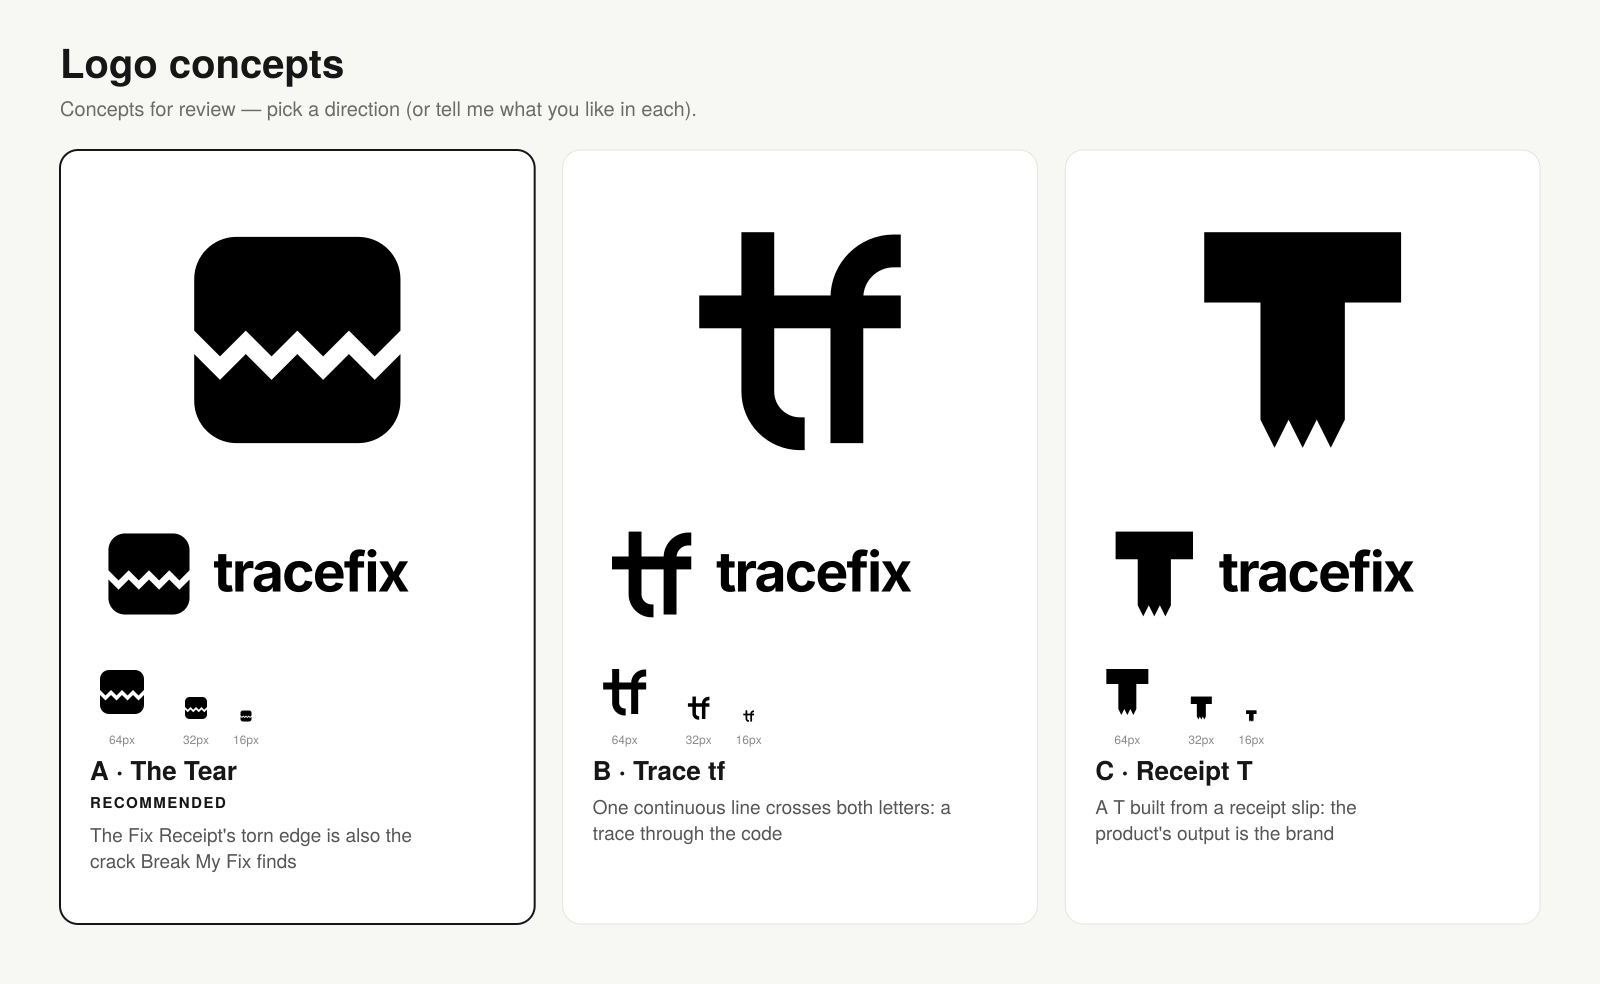 Logo concepts
Concepts for review — pick a direction (or tell me what you like in each).
tf
T
tracefix
tf tracefix
T tracefix
64px 32px 16px
tf tf tf
64px 32px 16px
T T T
64px 32px 16px
A · The Tear
RECOMMENDED
The Fix Receipt's torn edge is also the
crack Break My Fix finds
B · Trace tf
One continuous line crosses both letters: a
trace through the code
C · Receipt T
A T built from a receipt slip: the
product's output is the brand